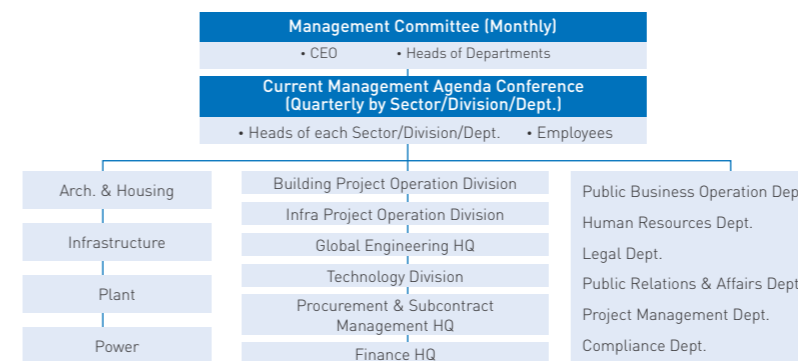 Management Committee (Monthly)
• CEO • Heads of Departments
Current Management Agenda Conference
(Quarterly by Sector/Division/Dept.)
• Heads of each Sector/Division/Dept. • Employees
Arch. & Housing
Infrastructure
Plant
Power
Building Project Operation Division
Infra Project Operation Division
Global Engineering HQ
Technology Division
Procurement & Subcontract
Management HQ
Finance HQ
Public Business Operation Dep
Human Resources Dept.
Legal Dept.
Public Relations & Affairs Dept
Project Management Dept.
Compliance Dept.